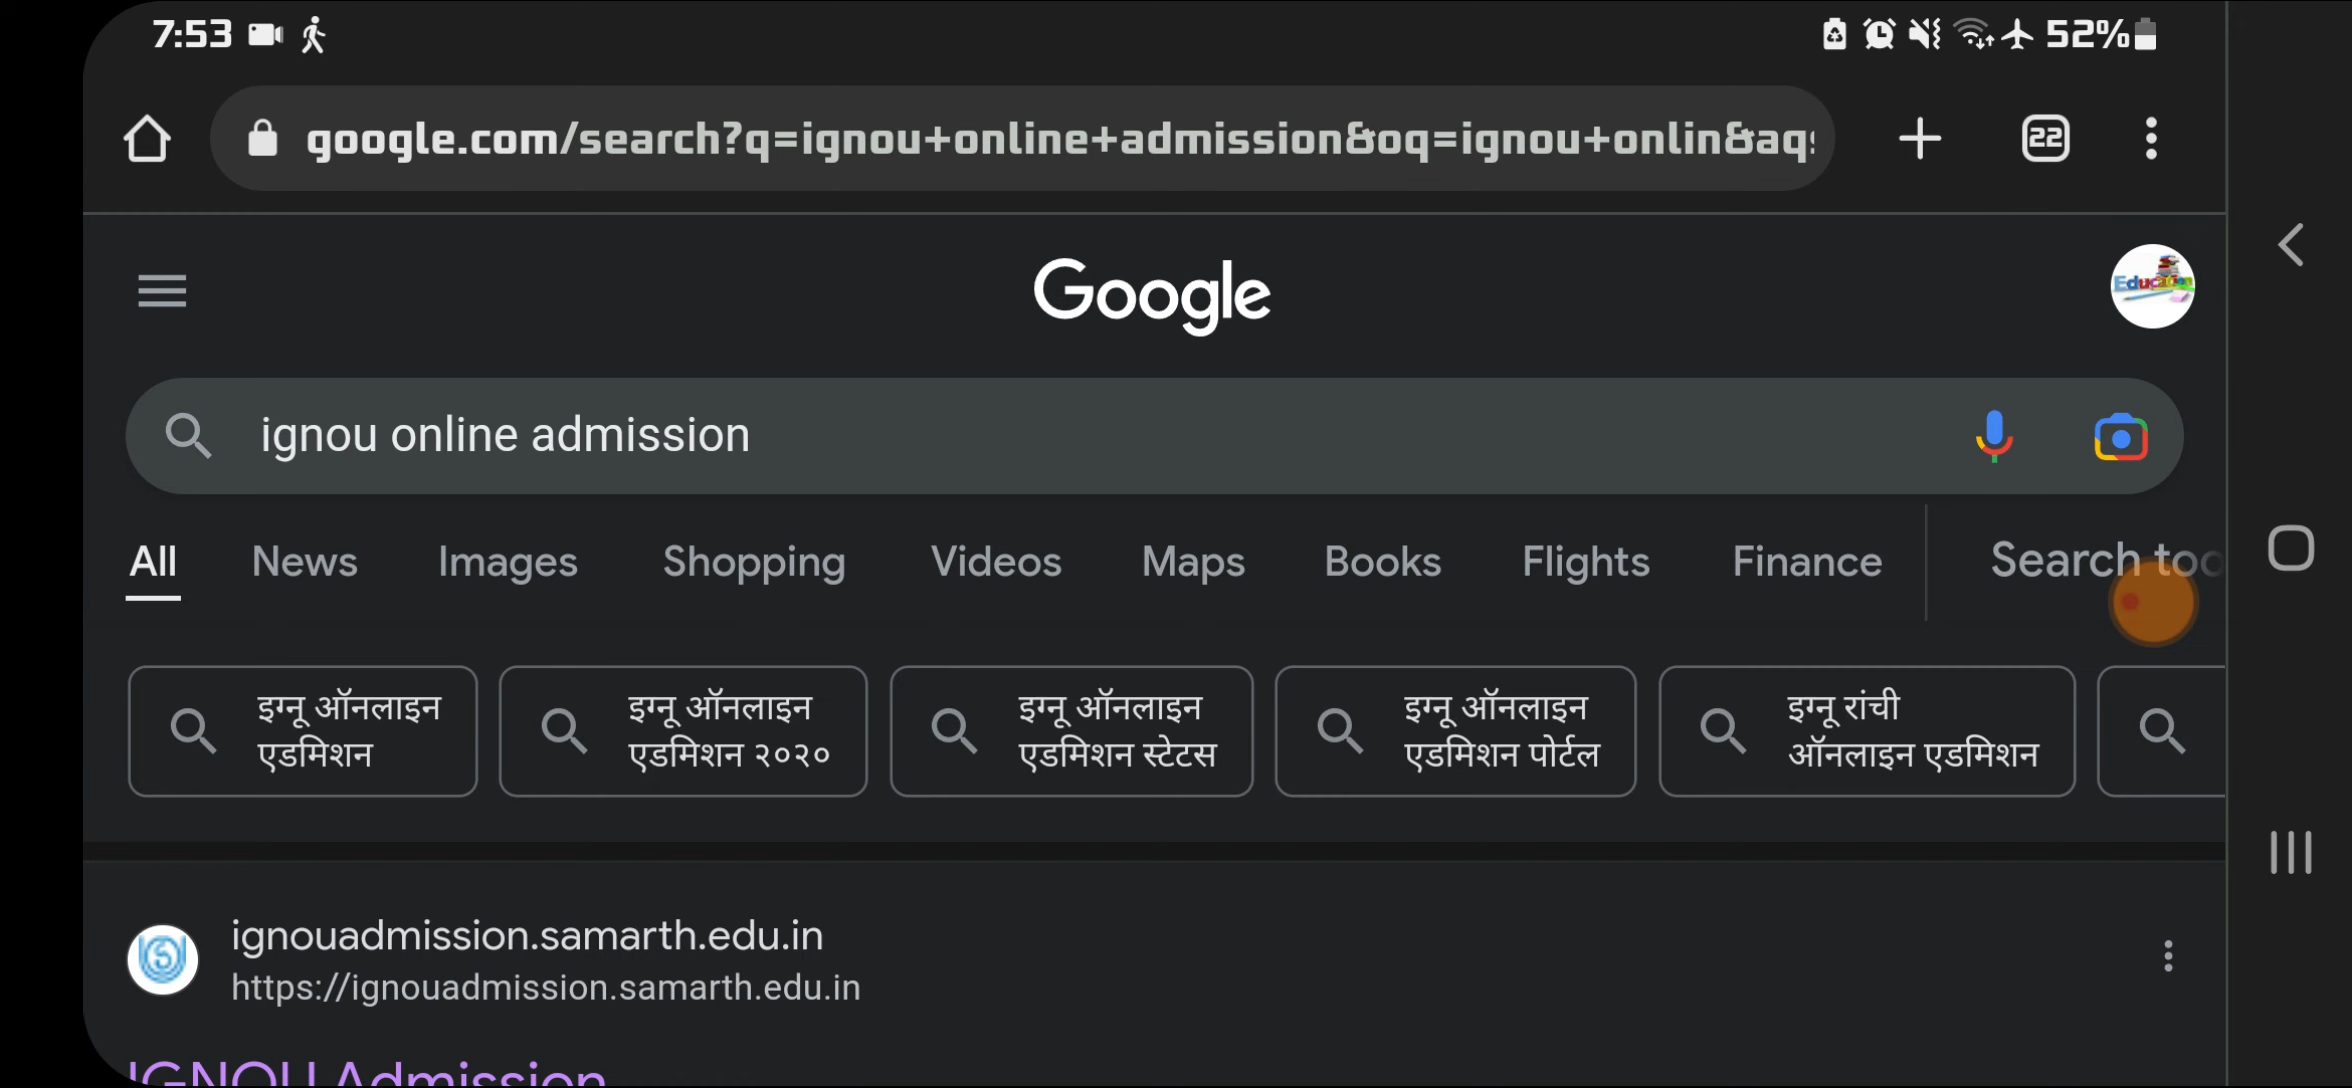 7:53
52%
google.com/search?q=ignou+online+admission&oq=ignou+onlin&aqs
22
Google
Education
ignou online admission
All News Images Shopping Videos Maps Books Flights Finance Search too
इग्नू ऑनलाइन
एडमिशन
इग्नू ऑनलाइन
एडमिशन २०२०
इग्नू ऑनलाइन
एडमिशन स्टेटस
इग्नू ऑनलाइन
एडमिशन पोर्टल
इग्नू रांची
ऑनलाइन एडमिशन
ignouadmission.samarth.edu.in
https://ignouadmission.samarth.edu.in
IGNOU Admission